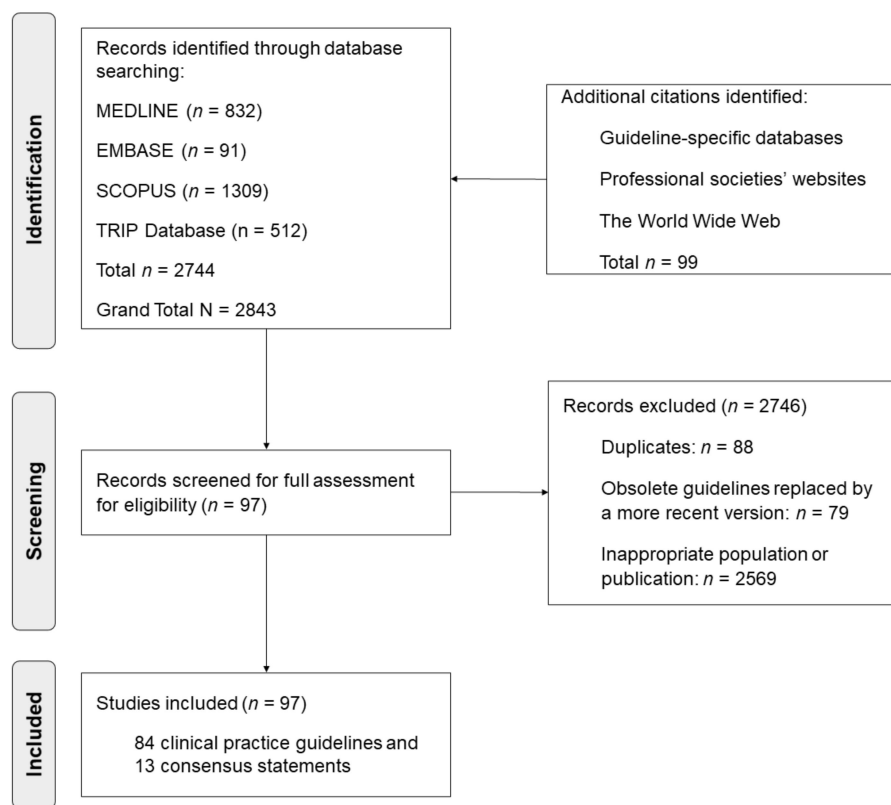 Identification
Records identified through database
searching:
MEDLINE (n = 832)
EMBASE (n = 91)
SCOPUS (n = 1309)
TRIP Database (n = 512)
Total n = 2744
Grand Total N = 2843
Additional citations identified:
Guideline-specific databases
Professional societies’ websites
The World Wide Web
Total n = 99
Screening
Records screened for full assessment
for eligibility (n = 97)
Records excluded (n = 2746)
Duplicates: n = 88
Obsolete guidelines replaced by
a more recent version: n = 79
Inappropriate population or
publication: n = 2569
Included
Studies included (n = 97)
84 clinical practice guidelines and
13 consensus statements